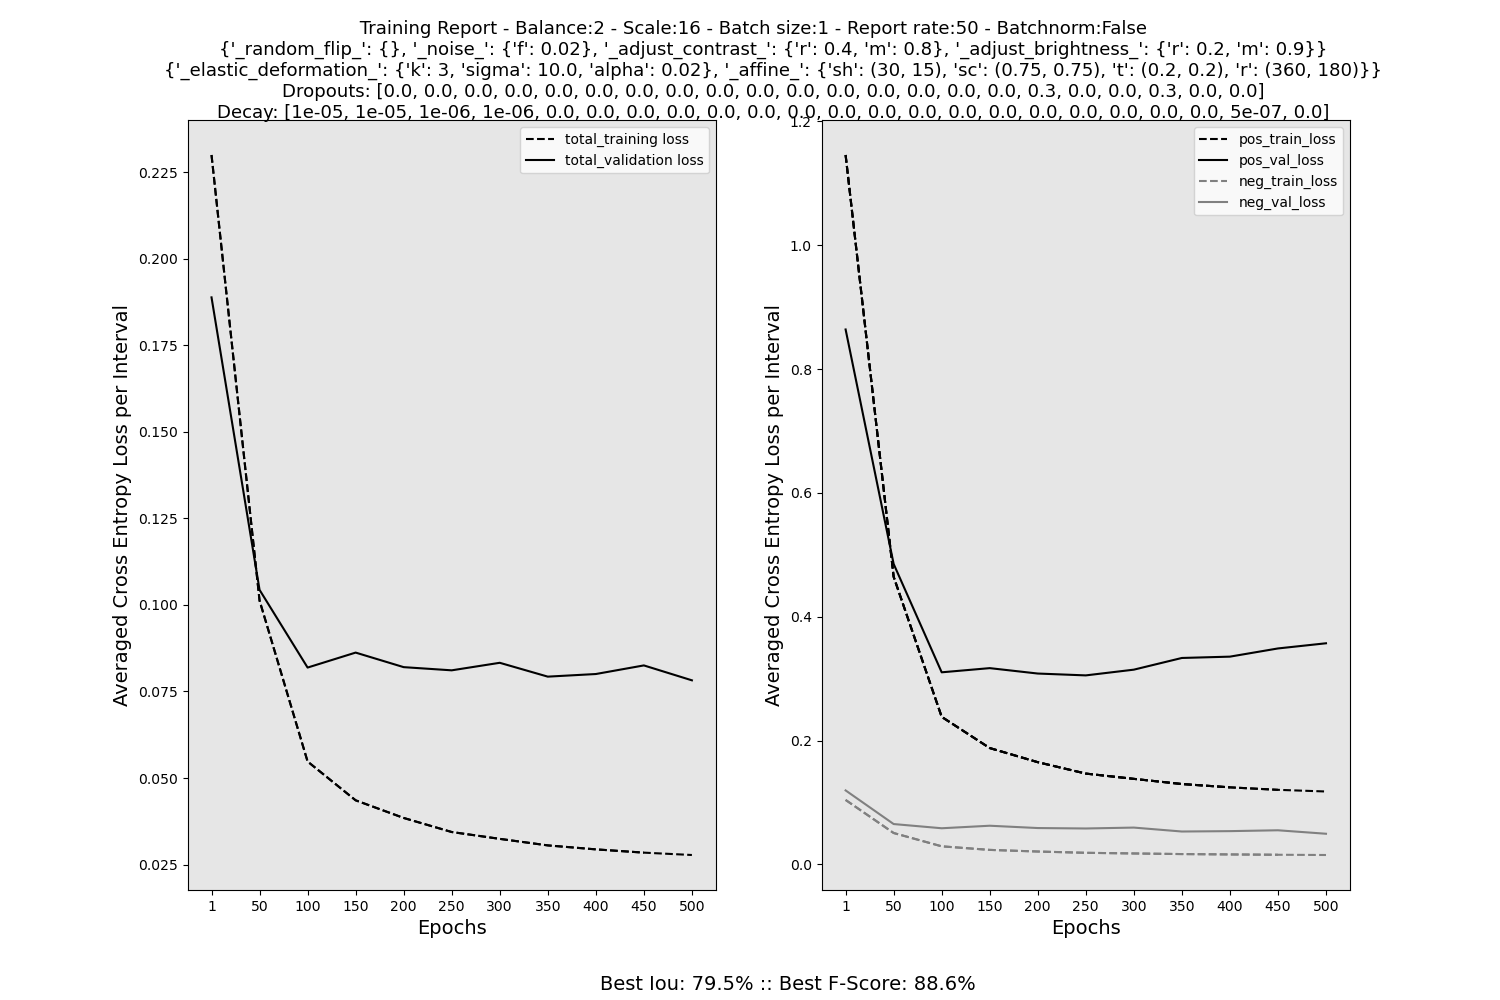 Training Report - Balance:2 - Scale:16 - Batch size:1 - Report rate:50 - Batchnorm:False
{'_random_flip_': {}, '_noise_': {'f': 0.02}, '_adjust_contrast_': {'r': 0.4, 'm': 0.8}, '_adjust_brightness_': {'r': 0.2, 'm': 0.9}}
{'_elastic_deformation_': {'k': 3, 'sigma': 10.0, 'alpha': 0.02}, '_affine_': {'sh': (30, 15), 'sc': (0.75, 0.75), 't': (0.2, 0.2), 'r': (360, 180)}}
Dropouts: [0.0, 0.0, 0.0, 0.0, 0.0, 0.0, 0.0, 0.0, 0.0, 0.0, 0.0, 0.0, 0.0, 0.0, 0.0, 0.0, 0.3, 0.0, 0.0, 0.3, 0.0, 0.0]
Decay: [1e-05, 1e-05, 1e-06, 1e-06, 0.0, 0.0, 0.0, 0.0, 0.0, 0.0, 0.0, 0.0, 0.0, 0.0, 0.0, 0.0, 0.0, 0.0, 0.0, 0.0, 0.0, 5e-07, 0.0]
total_training loss
total_validation loss
0.225
0.200
0.175
0.150
0.125
0.100
0.075
0.050
0.025
Averaged Cross Entropy Loss per Interval
1 50 100 150 200 250 300 350 400 450 500
Epochs
pos_train_loss
pos_val_loss
neg_train_loss
neg_val_loss
1.2
1.0
0.8
0.6
0.4
0.2
0.0
Averaged Cross Entropy Loss per Interval
1 50 100 150 200 250 300 350 400 450 500
Epochs
Best Iou: 79.5% :: Best F-Score: 88.6%